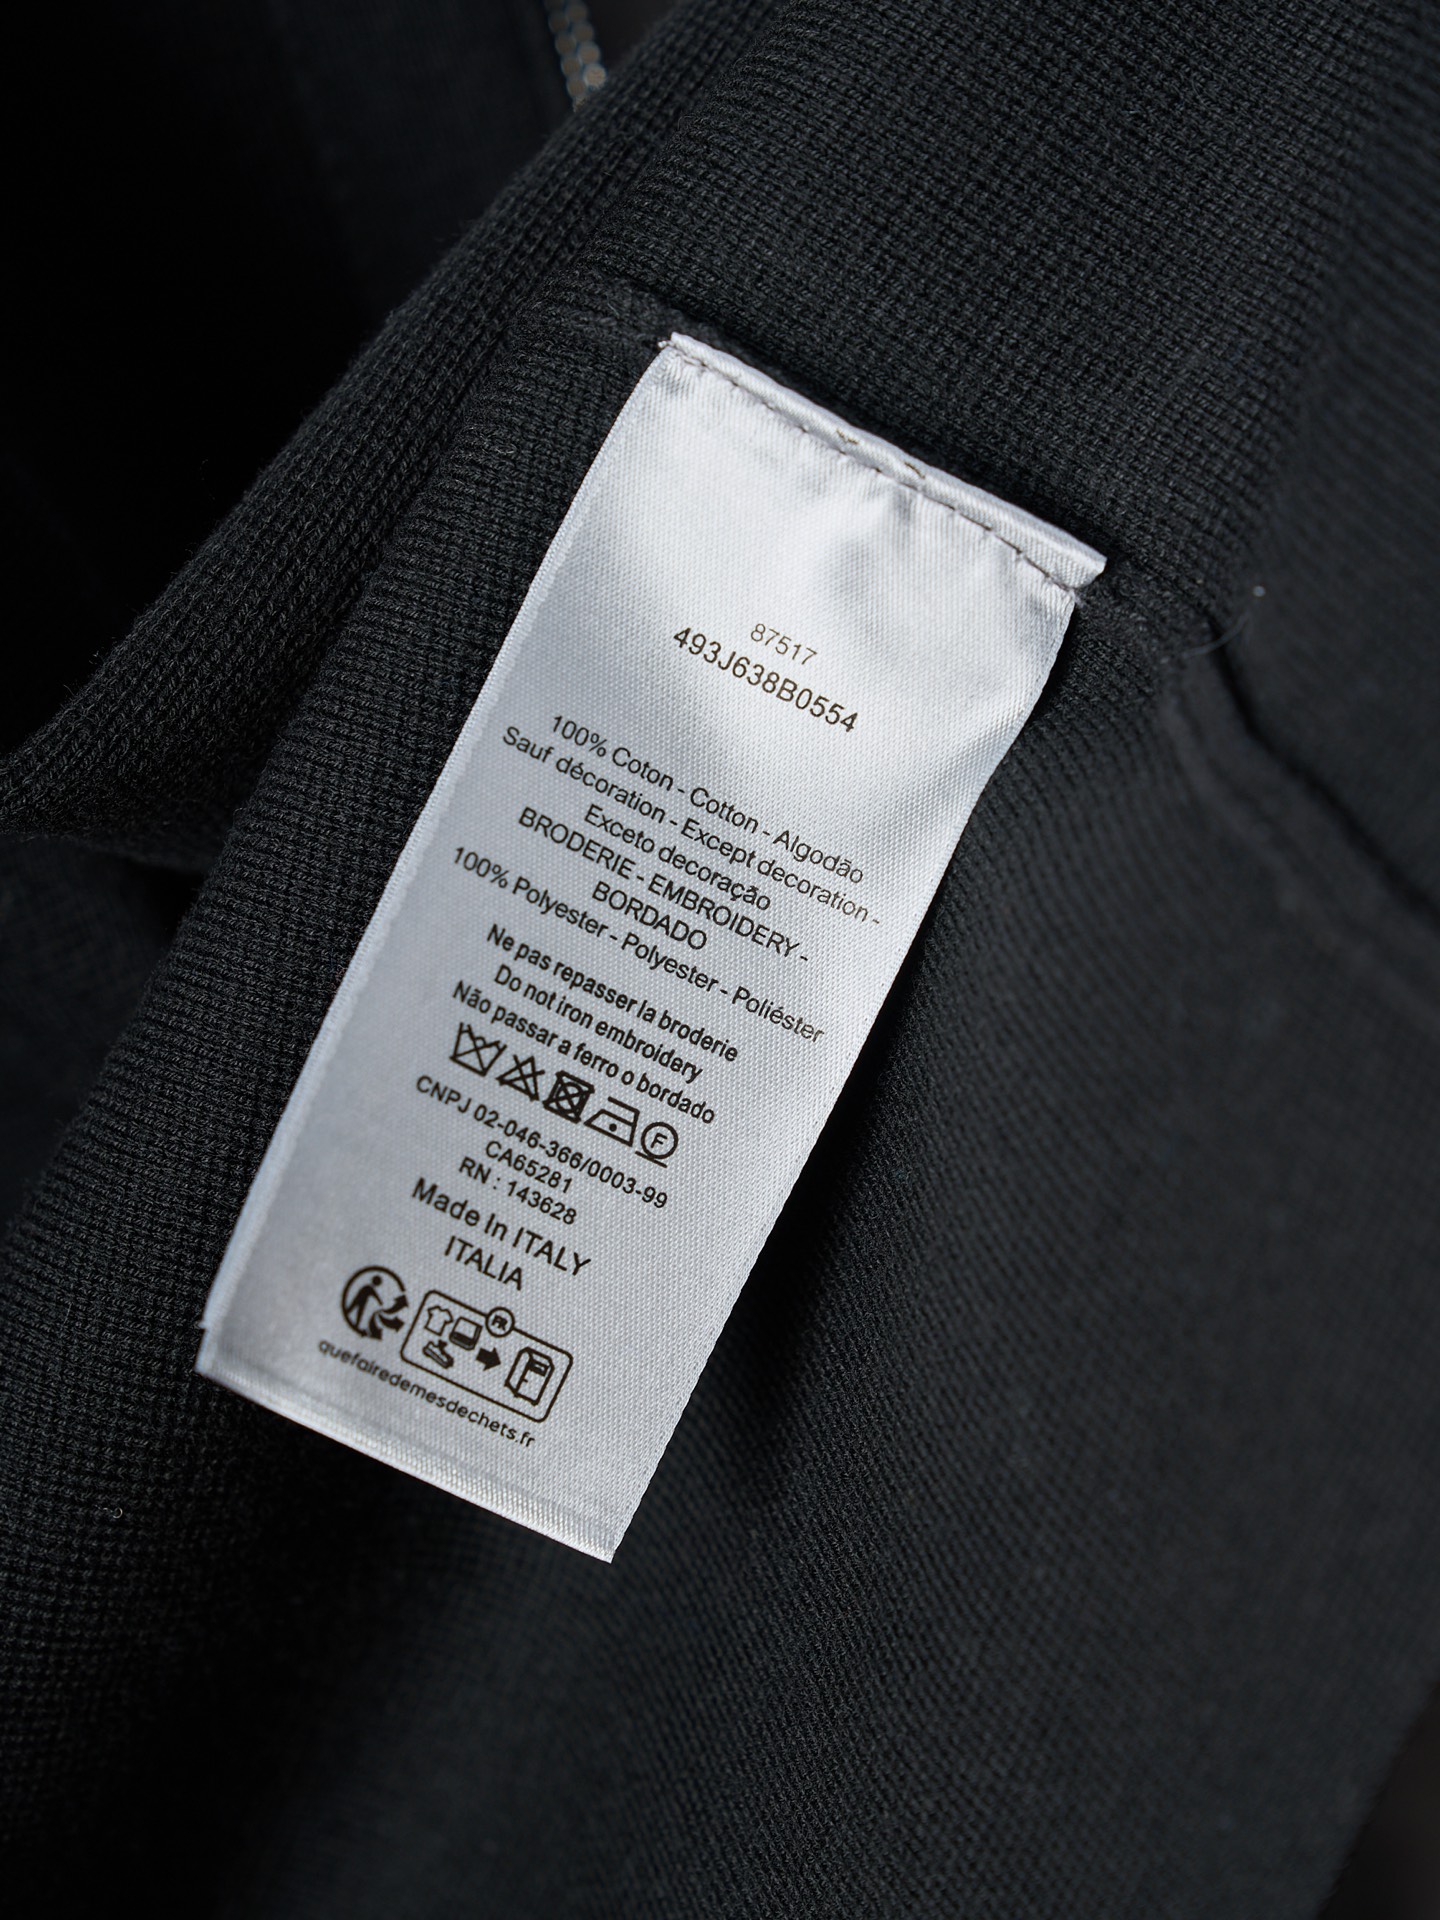 87517
493J638B0554
100% Coton - Cotton - Algodão
Sauf décoration - Except decoration -
Exceto decoração
BRODERIE - EMBROIDERY -
BORDADO
100% Polyester - Polyester - Poliéster
Ne pas repasser la broderie
Do not iron embroidery
Não passar a ferro o bordado
F
CNPJ 02-046-366/0003-99
CA65281
RN : 143628
Made In ITALY
ITALIA
FR
quefairedemesdechets.fr